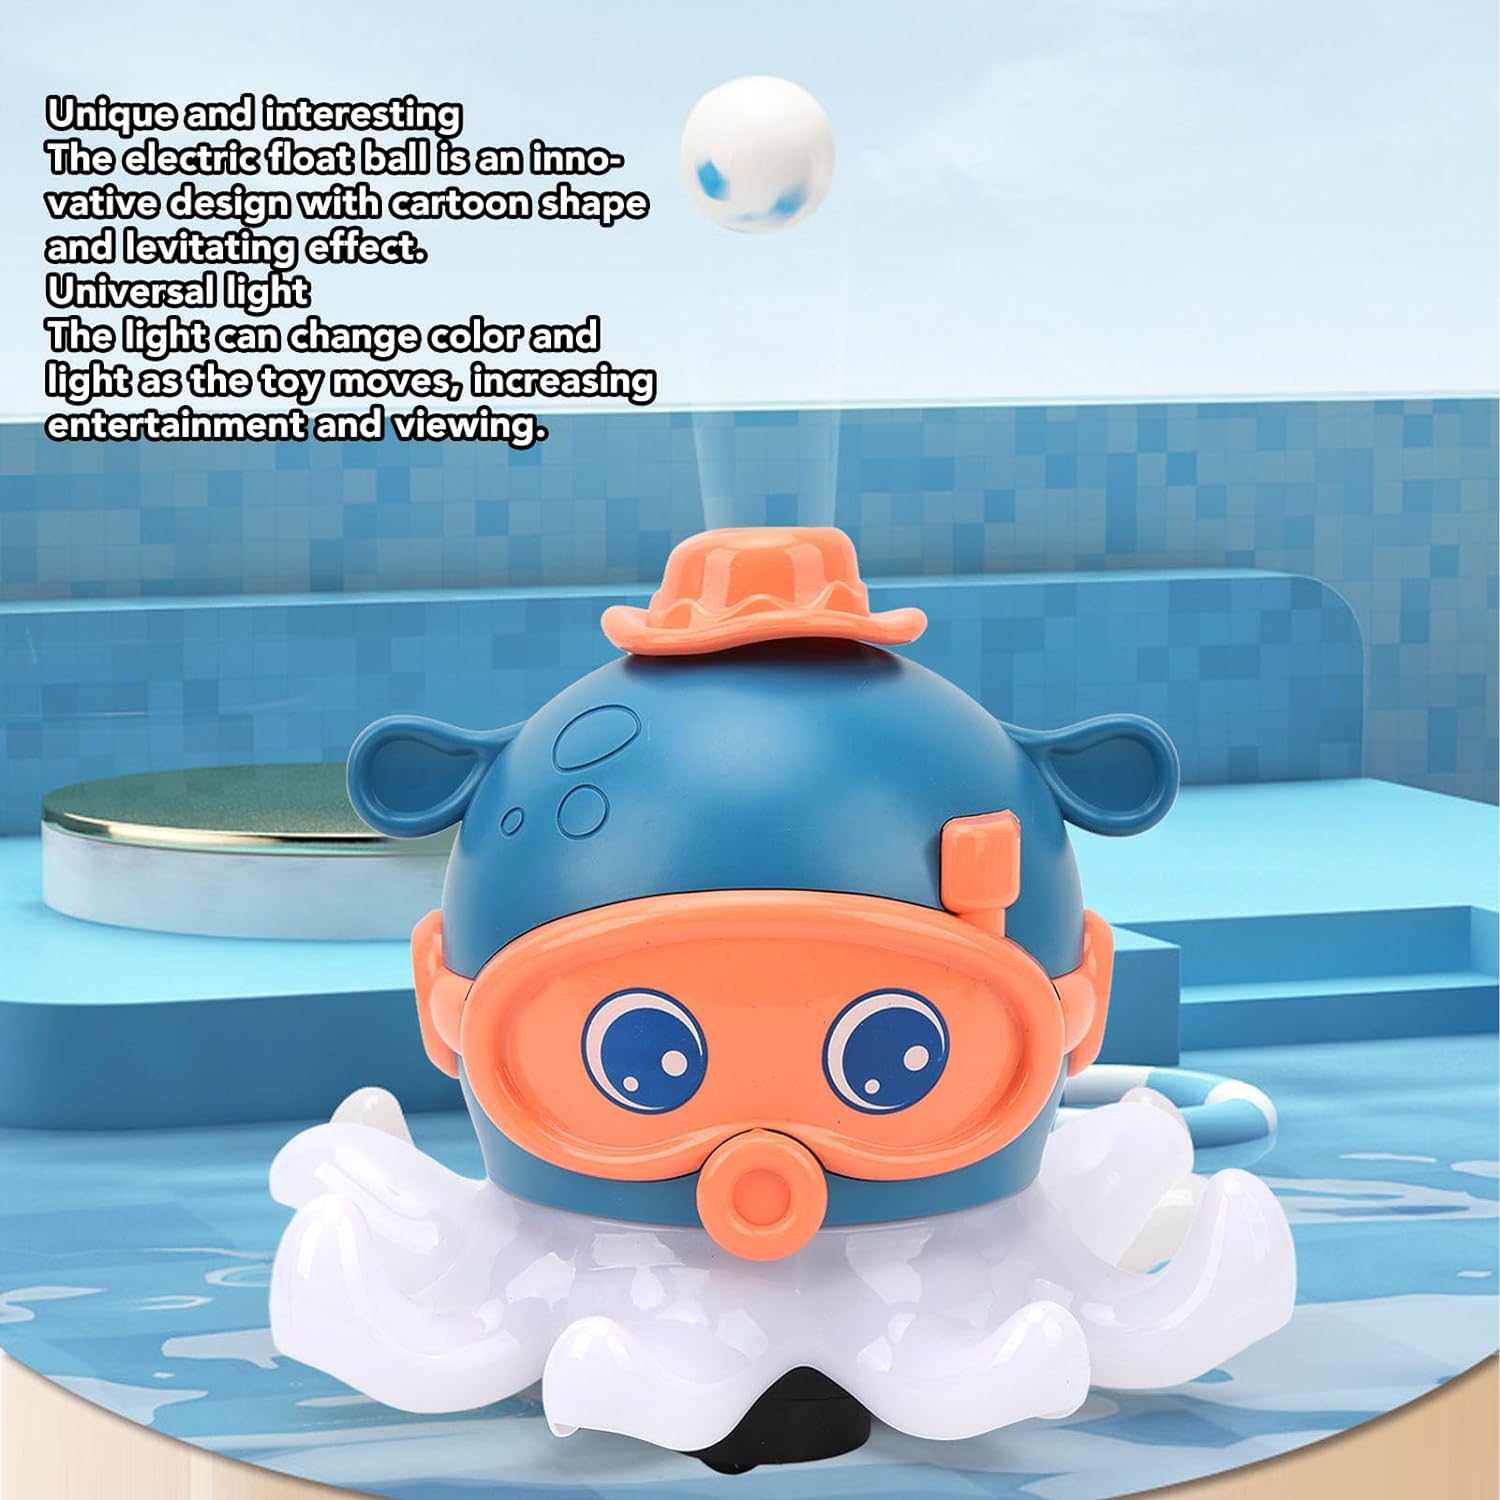 Unique and interesting
The electric float ball is an inno-
vative design with cartoon shape
and levitating effect.
Universal light
The light can change color and
light as the toy moves, increasing
entertainment and viewing.